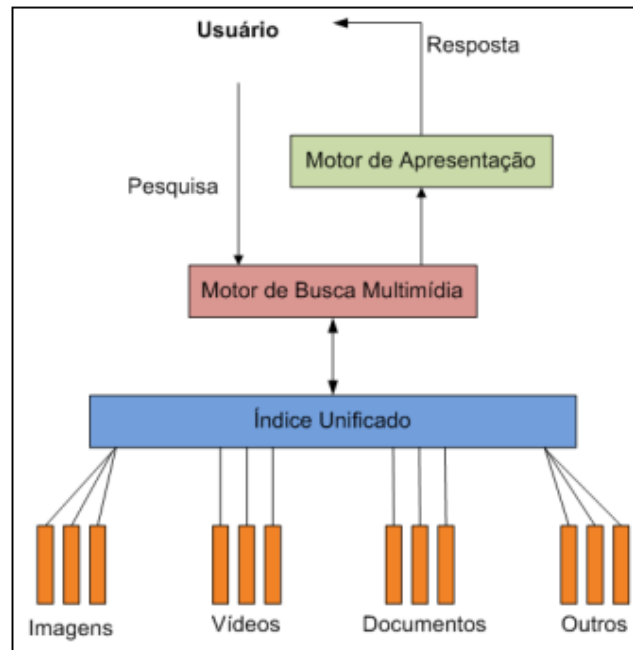 Usuário
Resposta
Motor de Apresentação
Pesquisa
Motor de Busca Multimídia
Índice Unificado
Imagens
Vídeos
Documentos
Outros